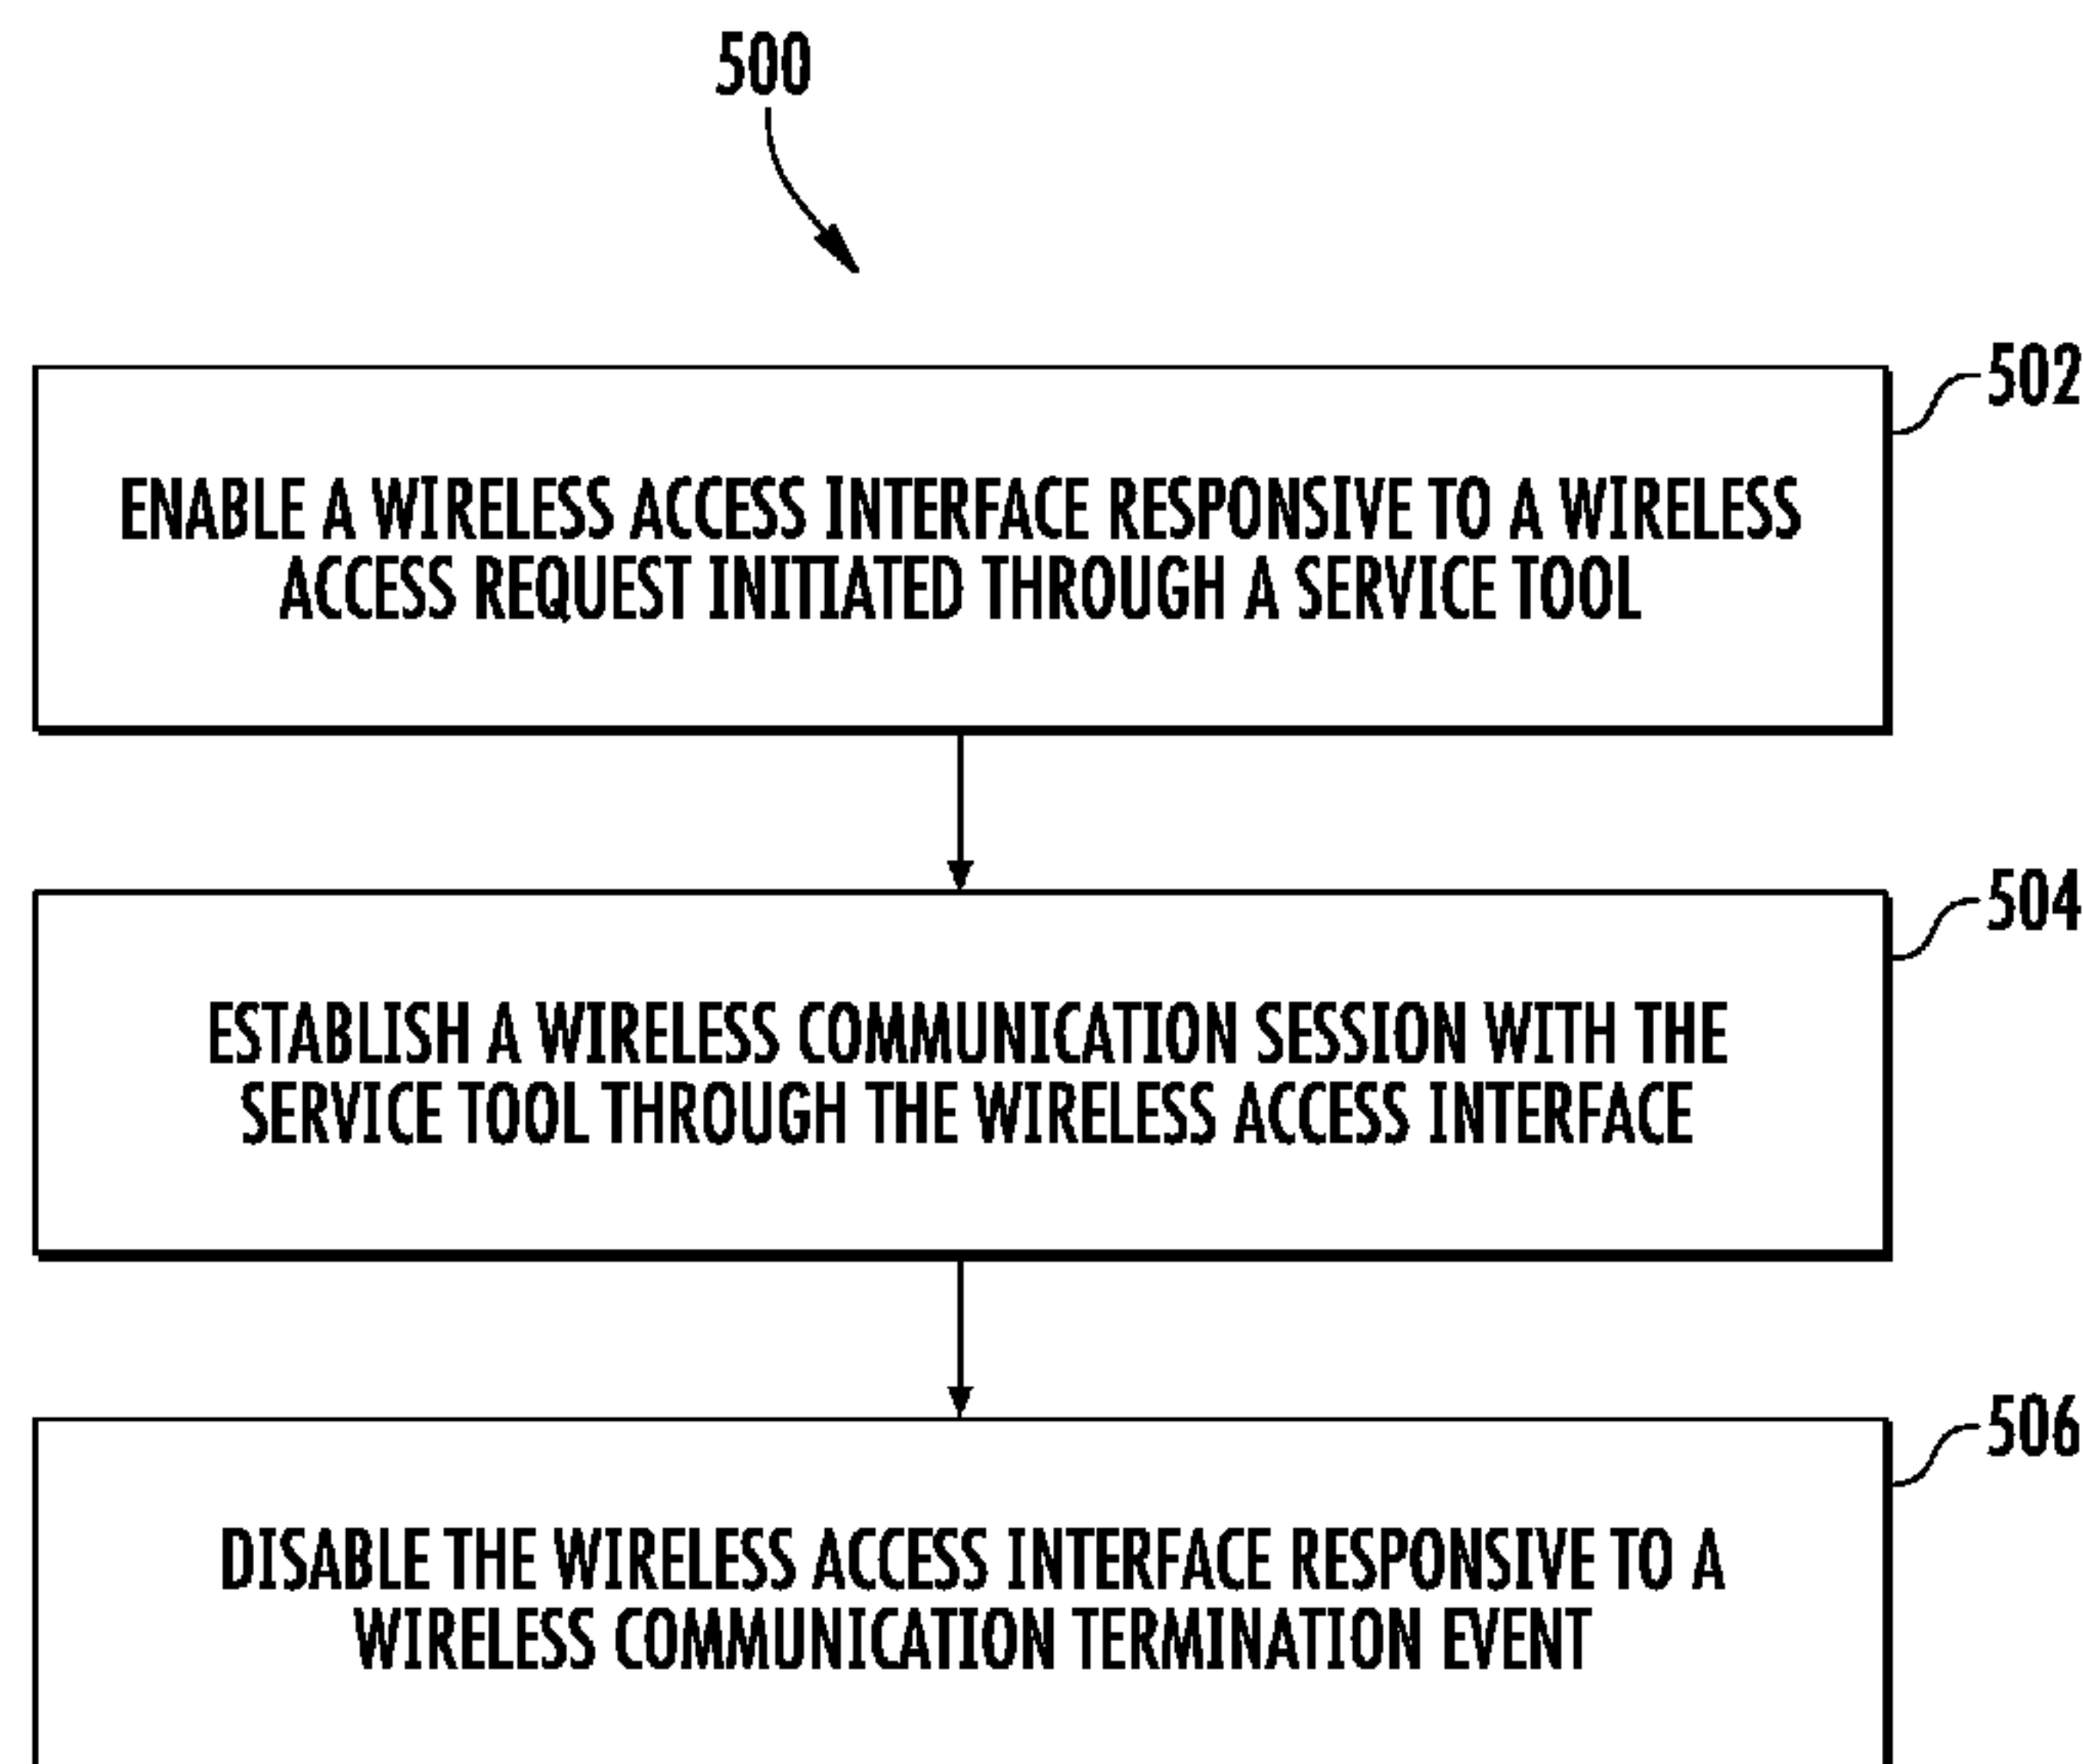 500
502
ENABLE A WIRELESS ACCESS INTERFACE RESPONSIVE TO A WIRELESS
ACCESS REQUEST INITIATED THROUGH A SERVICE TOOL
504
ESTABLISH A WIRELESS COMMUNICATION SESSION WITH THE
SERVICE TOOL THROUGH THE WIRELESS ACCESS INTERFACE
506
DISABLE THE WIRELESS ACCESS INTERFACE RESPONSIVE TO A
WIRELESS COMMUNICATION TERMINATION EVENT